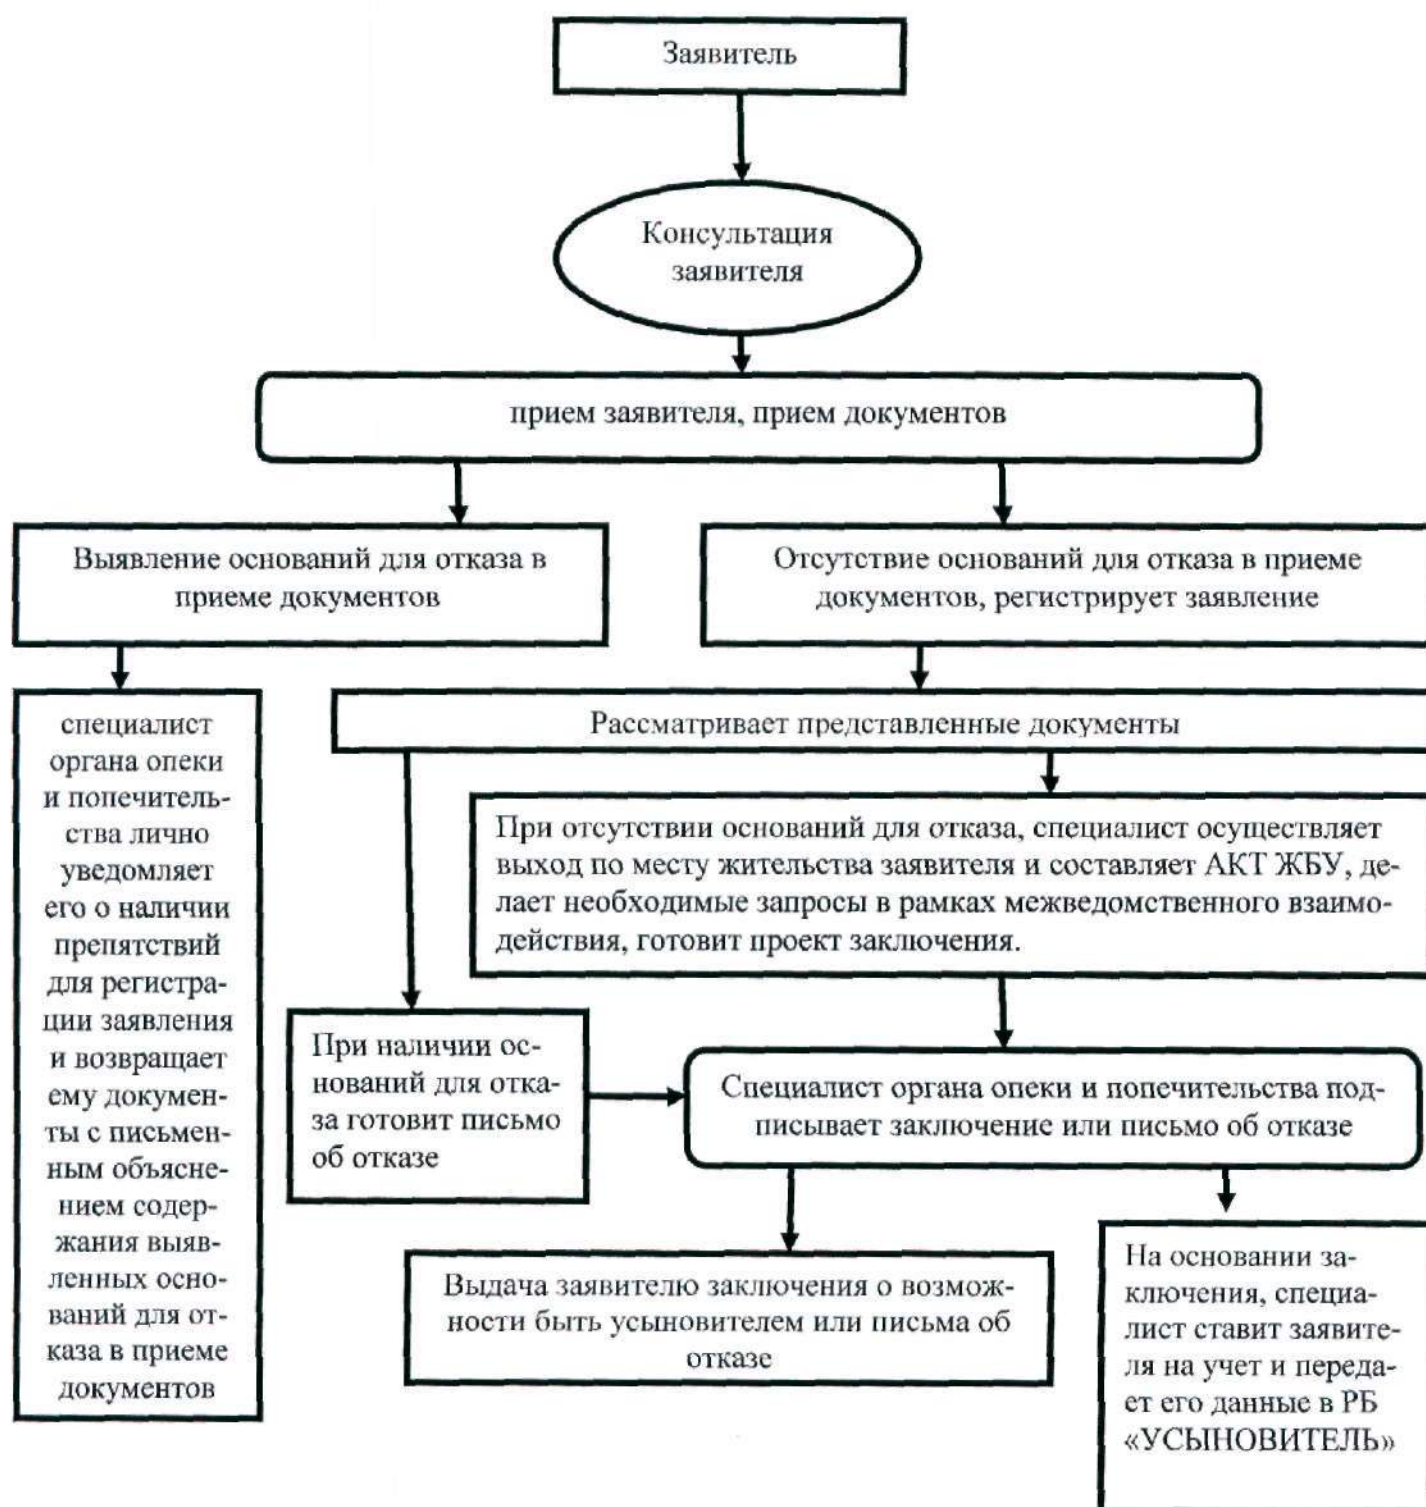 Заявитель
Консультация
заявителя
прием заявителя, прием документов
Выявление оснований для отказа в
приеме документов
Отсутствие оснований для отказа в приеме
документов, регистрирует заявление
специалист
органа опеки
и попечитель-
ства лично
уведомляет
его о наличии
препятствий
для регистра-
ции заявления
и возвращает
ему докумен-
ты с письмен-
ным объясне-
нием содер-
жания выяв-
ленных осно-
ваний для от-
каза в приеме
документов
Рассматривает представленные документы
При отсутствии оснований для отказа, специалист осуществляет
выход по месту жительства заявителя и составляет АКТ ЖБУ, де-
лает необходимые запросы в рамках межведомственного взаимо-
действия, готовит проект заключения.
При наличии ос-
нований для отка-
за готовит письмо
об отказе
Специалист органа опеки и попечительства под-
писывает заключение или письмо об отказе
Выдача заявителю заключения о возмож-
ности быть усыновителем или письма об
отказе
На основании за-
ключения, специа-
лист ставит заявите-
ля на учет и переда-
ет его данные в РБ
«УСЫНОВИТЕЛЬ»